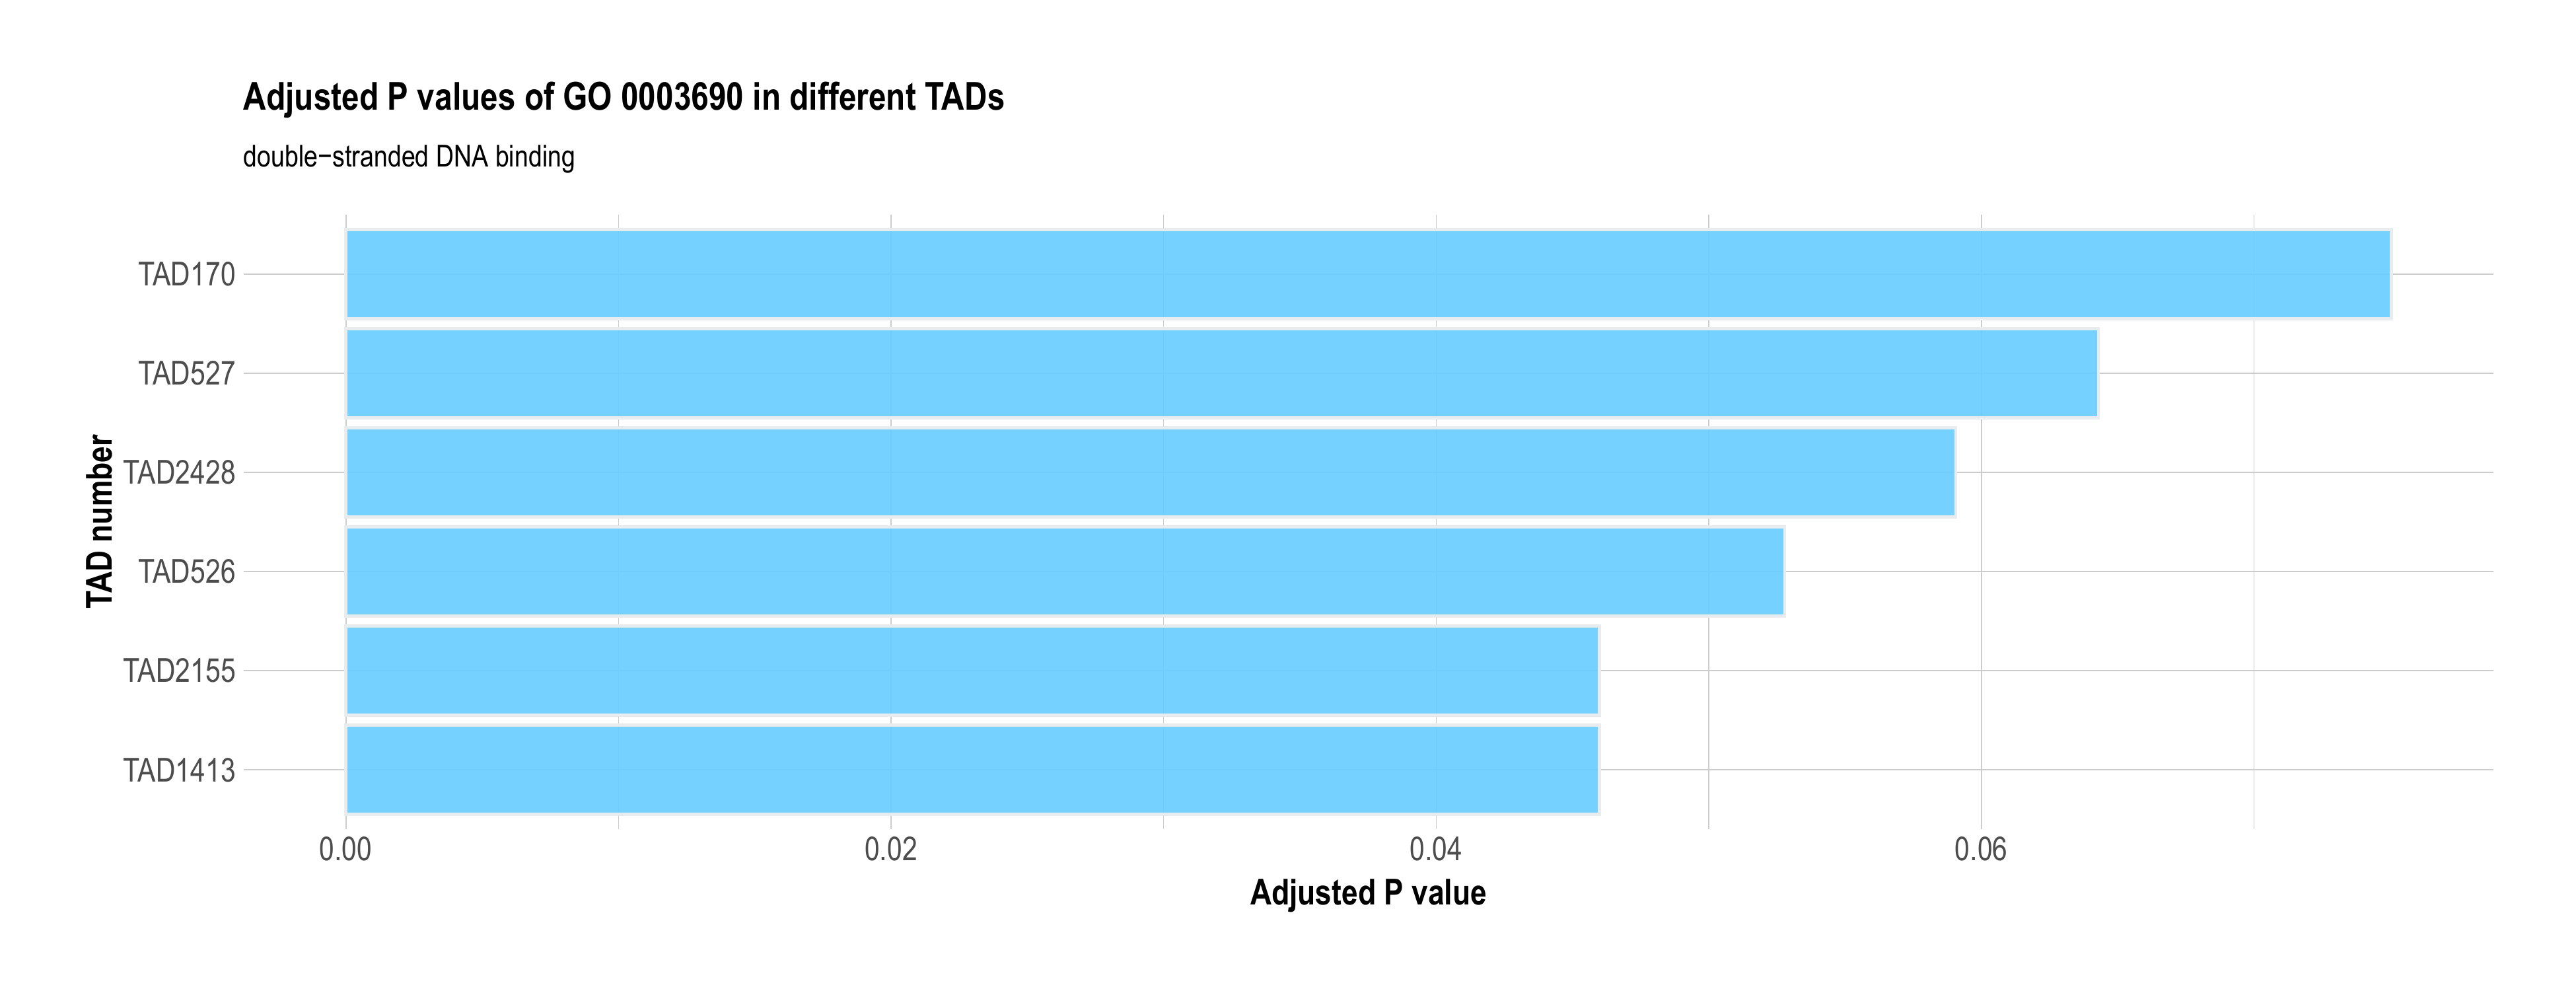 Adjusted P values of GO 0003690 in different TADs
double−stranded DNA binding
TAD number
TAD170
TAD527
TAD2428
TAD526
TAD2155
TAD1413
0.00 0.02 0.04 0.06
Adjusted P value